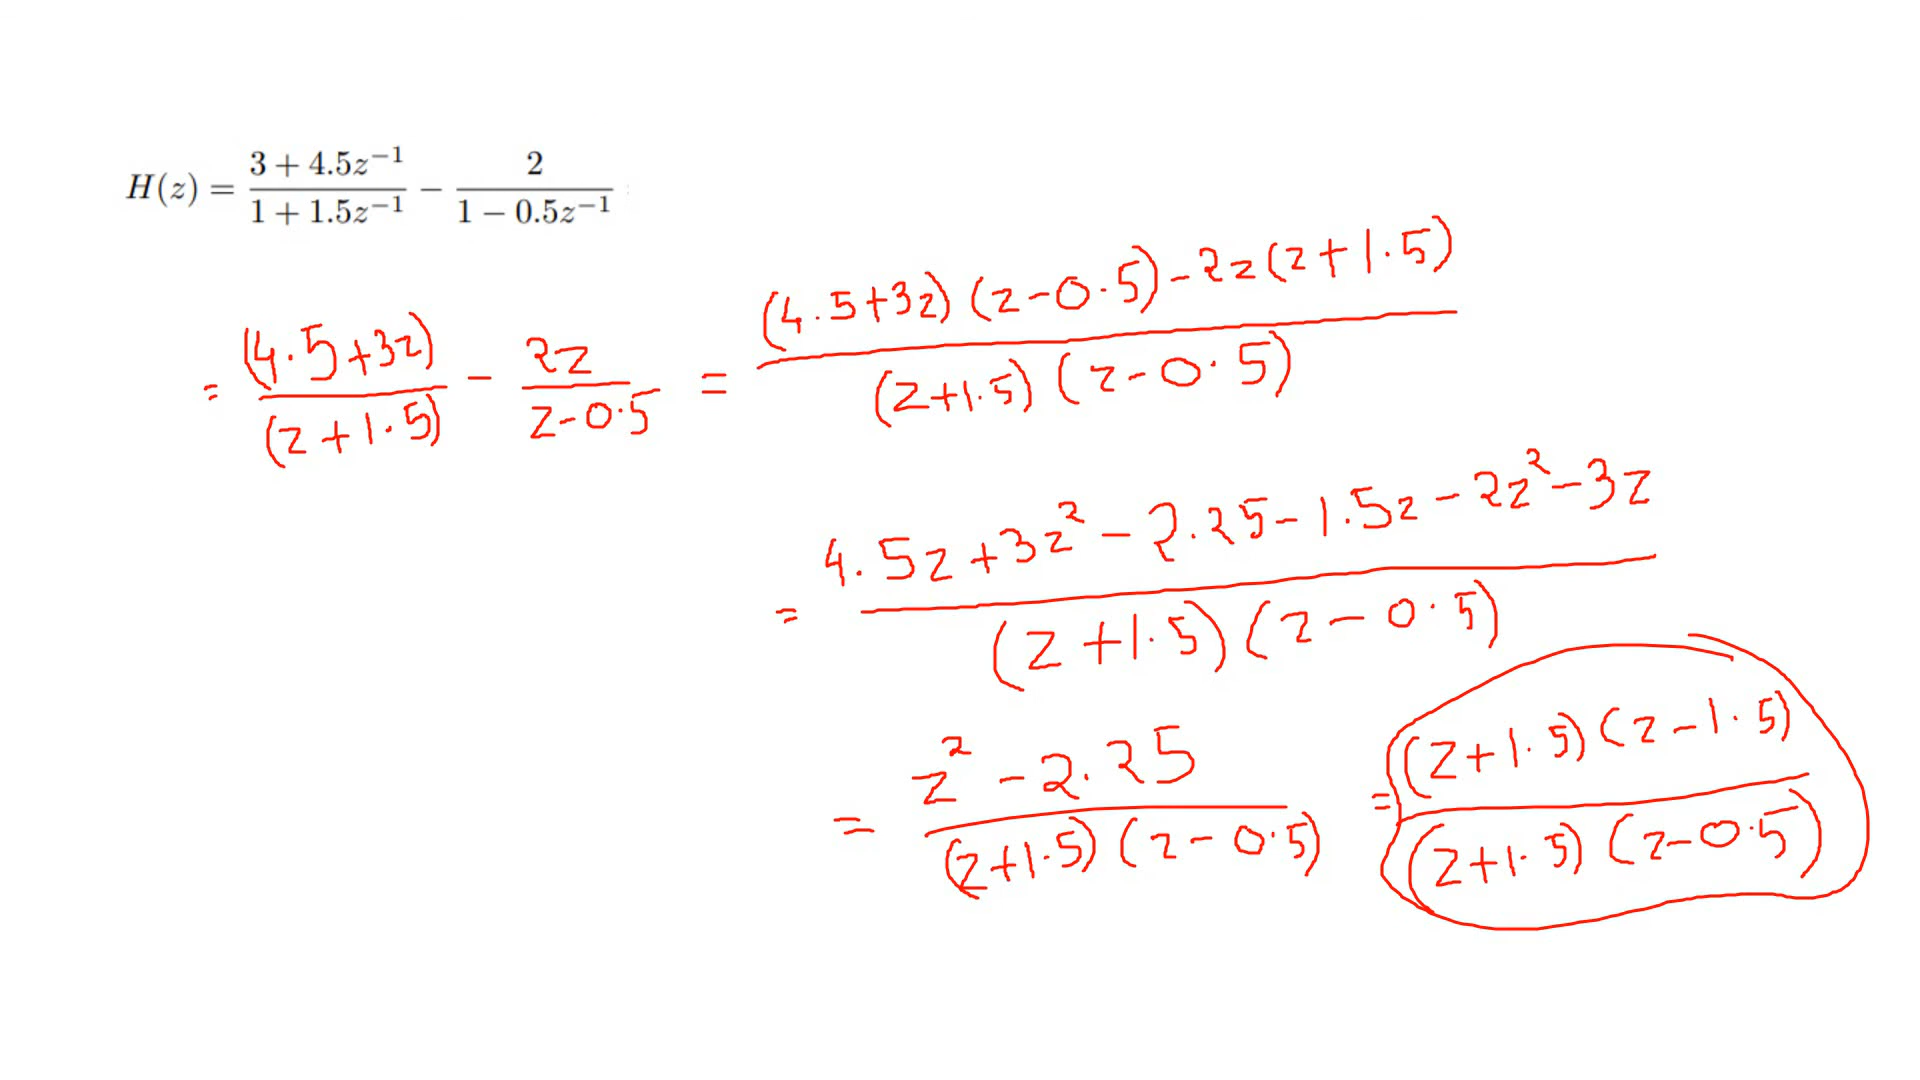 H(z) = (3 + 4.5z⁻¹)/(1 + 1.5z⁻¹) − 2/(1 − 0.5z⁻¹)
= (4.5+3z)/(z+1.5) − 2z/(z−0.5) = ((4.5+3z)(z−0.5)−2z(z+1.5))/((z+1.5)(z−0.5))
= (4.5z+3z²−2.25−1.5z−2z²−3z)/((z+1.5)(z−0.5))
= (z²−2.25)/((z+1.5)(z−0.5)) = ((z+1.5)(z−1.5))/((z+1.5)(z−0.5))